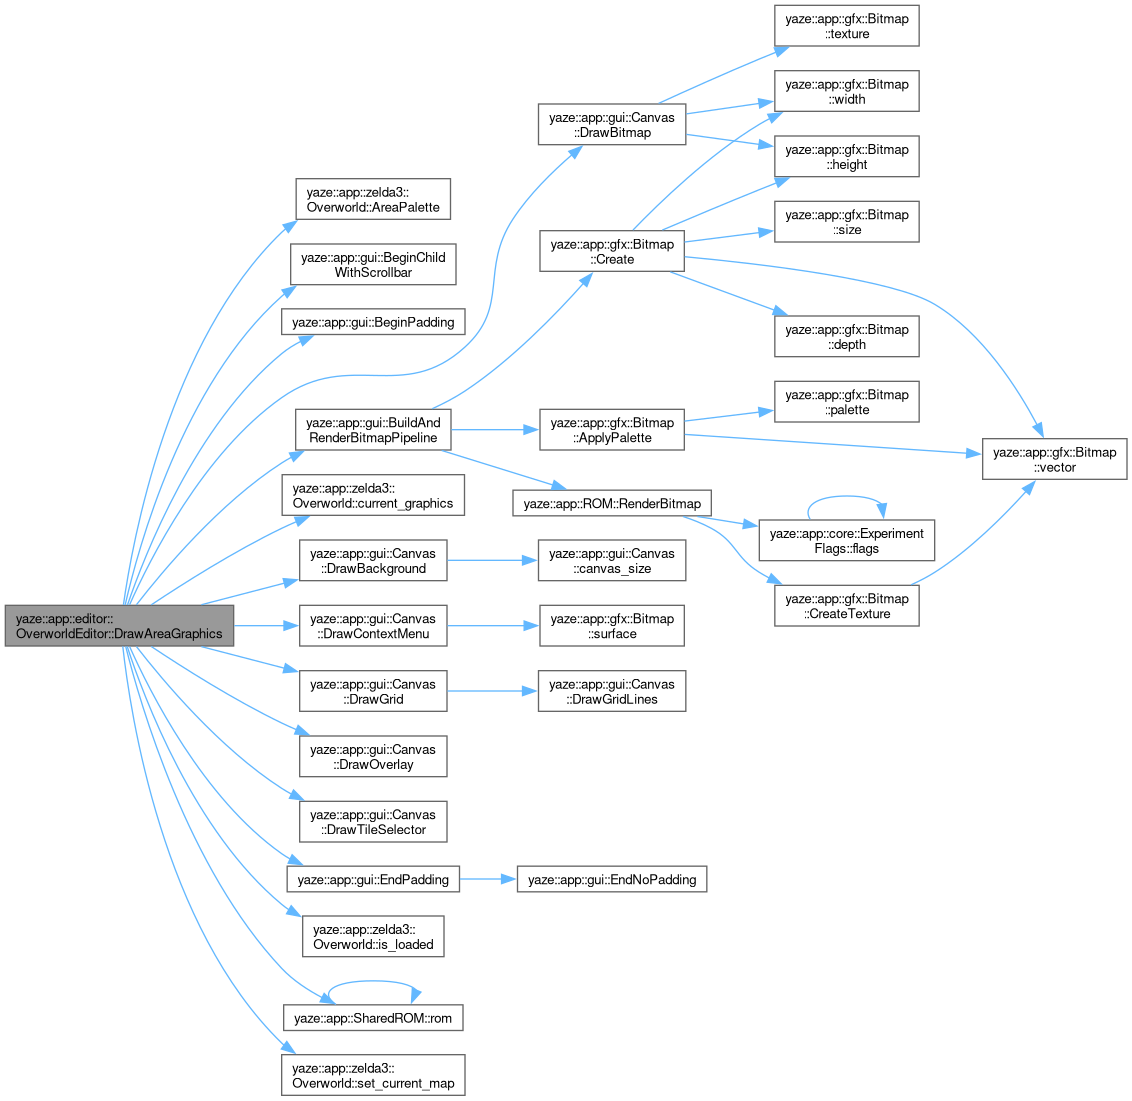 yaze::app::editor::
OverworldEditor::DrawAreaGraphics
yaze::app::zelda3::
Overworld::AreaPalette
yaze::app::gui::BeginChild
WithScrollbar
yaze::app::gui::BeginPadding
yaze::app::gui::BuildAnd
RenderBitmapPipeline
yaze::app::zelda3::
Overworld::current_graphics
yaze::app::gui::Canvas
::DrawBackground
yaze::app::gui::Canvas
::DrawContextMenu
yaze::app::gui::Canvas
::DrawGrid
yaze::app::gui::Canvas
::DrawOverlay
yaze::app::gui::Canvas
::DrawTileSelector
yaze::app::gui::EndPadding
yaze::app::zelda3::
Overworld::is_loaded
yaze::app::SharedROM::rom
yaze::app::zelda3::
Overworld::set_current_map
yaze::app::gui::Canvas
::DrawBitmap
yaze::app::gfx::Bitmap
::Create
yaze::app::gfx::Bitmap
::ApplyPalette
yaze::app::ROM::RenderBitmap
yaze::app::gui::Canvas
::canvas_size
yaze::app::gfx::Bitmap
::surface
yaze::app::gui::Canvas
::DrawGridLines
yaze::app::gui::EndNoPadding
yaze::app::gfx::Bitmap
::texture
yaze::app::gfx::Bitmap
::width
yaze::app::gfx::Bitmap
::height
yaze::app::gfx::Bitmap
::size
yaze::app::gfx::Bitmap
::depth
yaze::app::gfx::Bitmap
::palette
yaze::app::core::Experiment
Flags::flags
yaze::app::gfx::Bitmap
::CreateTexture
yaze::app::gfx::Bitmap
::vector